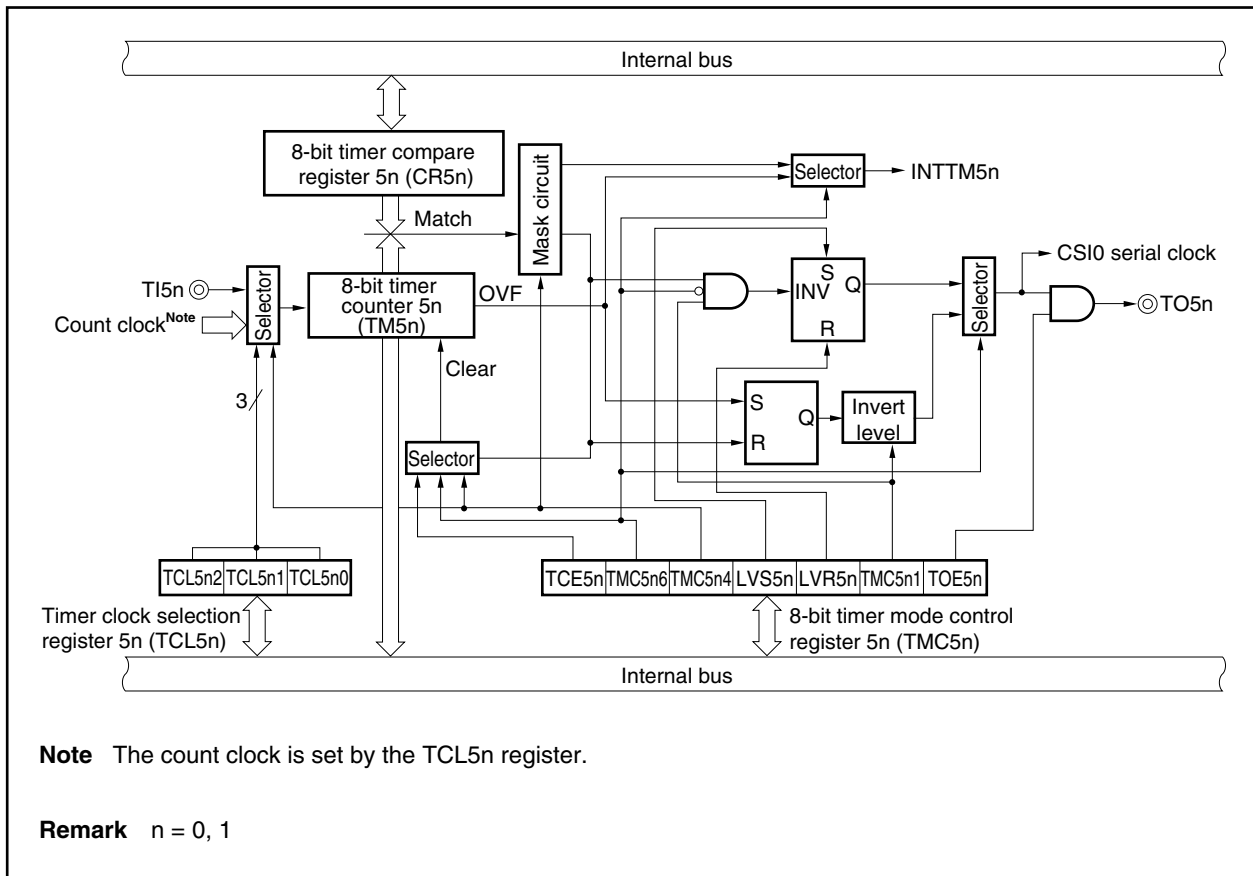 Internal bus
8-bit timer compare
register 5n (CR5n)
Match
Mask circuit
Selector
INTTM5n
TI5n
Count clockNote
Selector
8-bit timer
counter 5n
(TM5n)
OVF
Clear
3
S
INV
Q
R
Selector
CSI0 serial clock
TO5n
S
R
Q
Invert
level
Selector
TCL5n2 TCL5n1 TCL5n0
TCE5n TMC5n6 TMC5n4 LVS5n LVR5n TMC5n1 TOE5n
Timer clock selection
register 5n (TCL5n)
8-bit timer mode control
register 5n (TMC5n)
Internal bus
Note The count clock is set by the TCL5n register.
Remark n = 0, 1